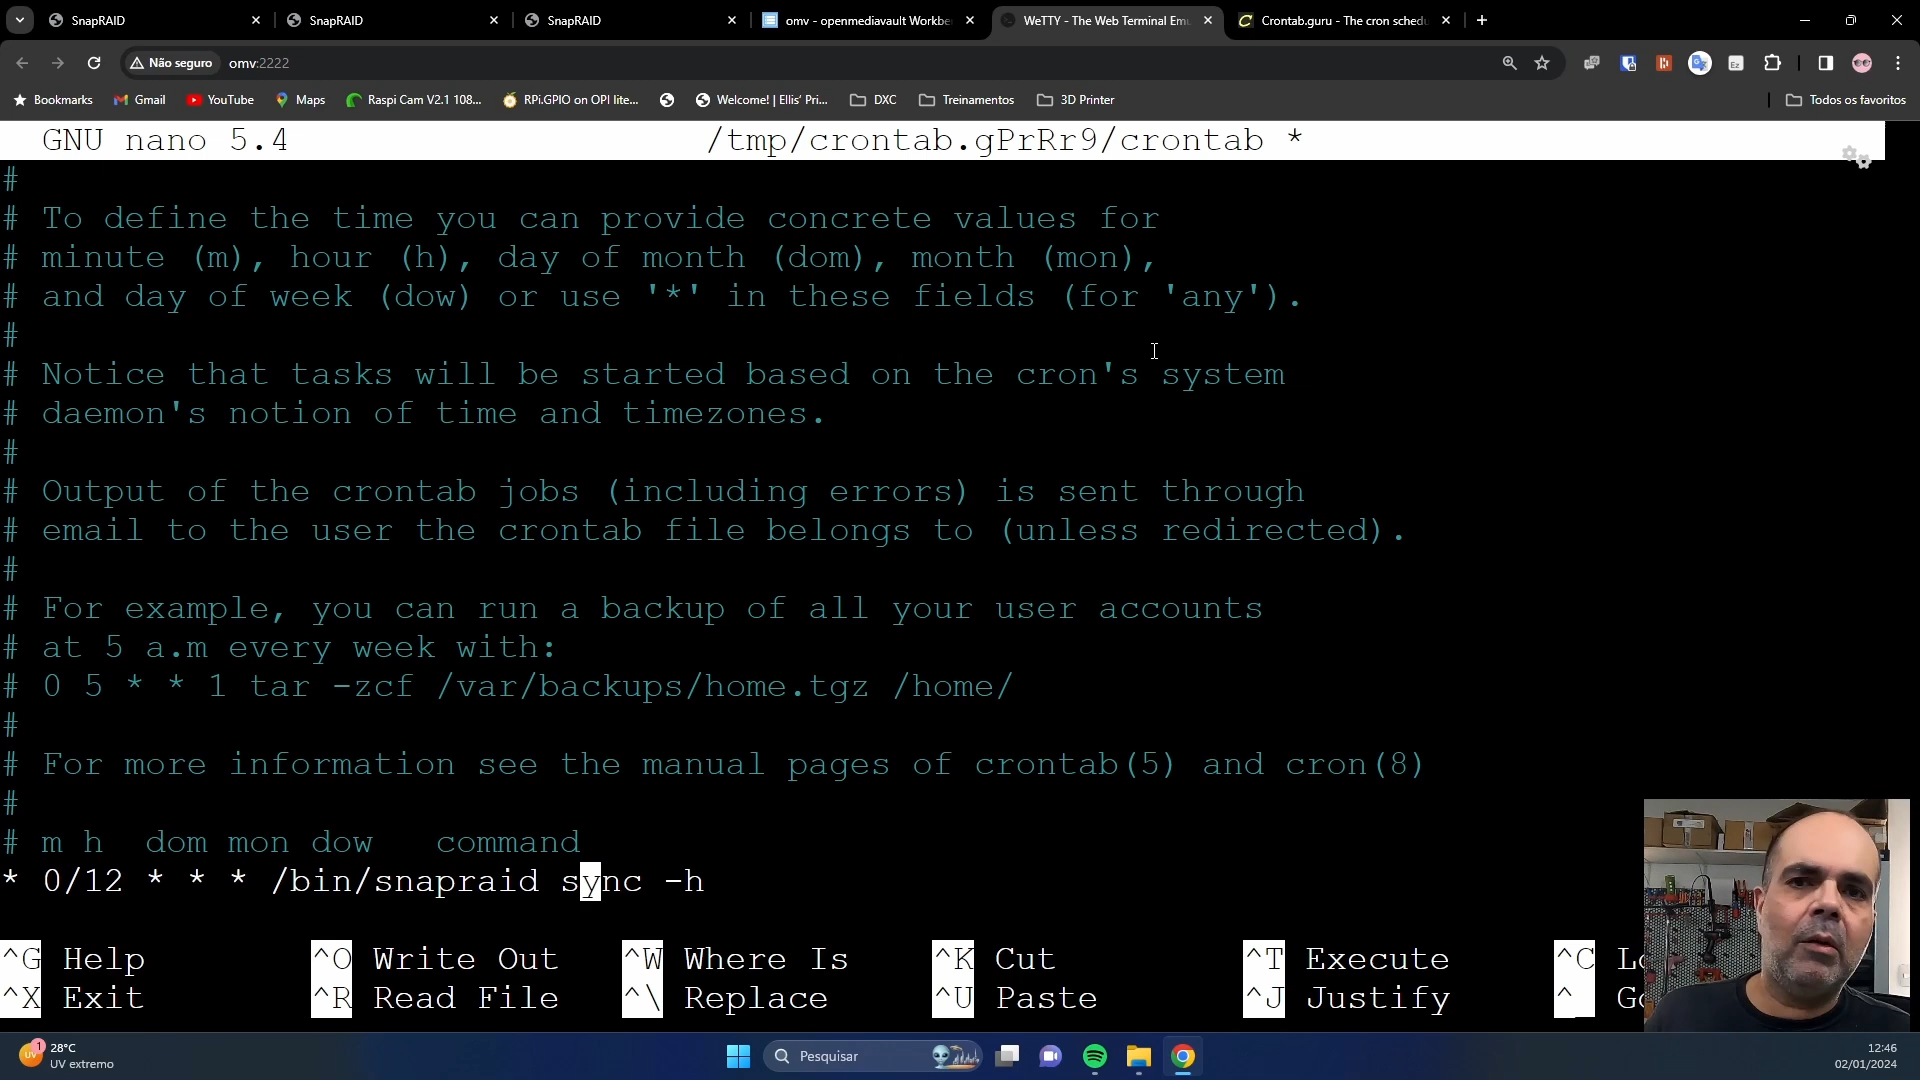 SnapRAID
SnapRAID
SnapRAID
omv - openmediavault Workbe
WeTTY - The Web Terminal Emu
Crontab.guru - The cron schedu
Não seguro
omv:2222
Bookmarks
Gmail
YouTube
Maps
Raspi Cam V2.1 108...
RPi.GPIO on OPI lite...
Welcome! | Ellis' Pri...
DXC
Treinamentos
3D Printer
Todos os favoritos
GNU nano 5.4 /tmp/crontab.gPrRr9/crontab *
#
# To define the time you can provide concrete values for
# minute (m), hour (h), day of month (dom), month (mon),
# and day of week (dow) or use '*' in these fields (for 'any').
#
# Notice that tasks will be started based on the cron's system
# daemon's notion of time and timezones.
#
# Output of the crontab jobs (including errors) is sent through
# email to the user the crontab file belongs to (unless redirected).
#
# For example, you can run a backup of all your user accounts
# at 5 a.m every week with:
# 0 5 * * 1 tar -zcf /var/backups/home.tgz /home/
#
# For more information see the manual pages of crontab(5) and cron(8)
#
# m h  dom mon dow   command
* 0/12 * * * /bin/snapraid sync -h
^G Help ^O Write Out ^W Where Is ^K Cut ^T Execute ^C
^X Exit ^R Read File ^\ Replace ^U Paste ^J Justify ^
28°C
UV extremo
Pesquisar
12:46
02/01/2024